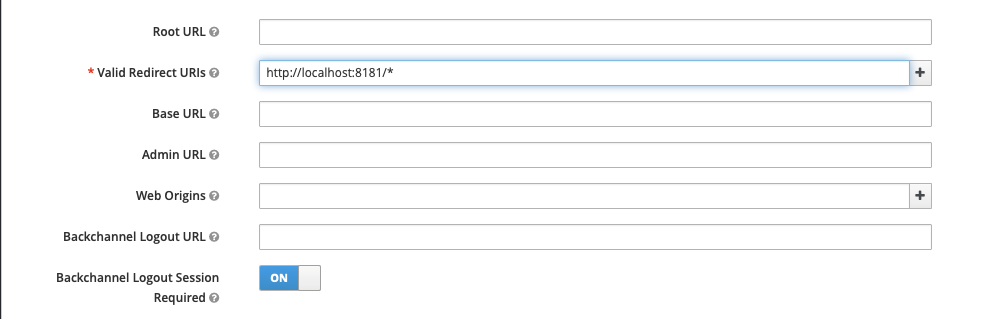 Root URL
* Valid Redirect URIs http://localhost:8181/* +
Base URL
Admin URL
Web Origins +
Backchannel Logout URL
Backchannel Logout Session ON
Required